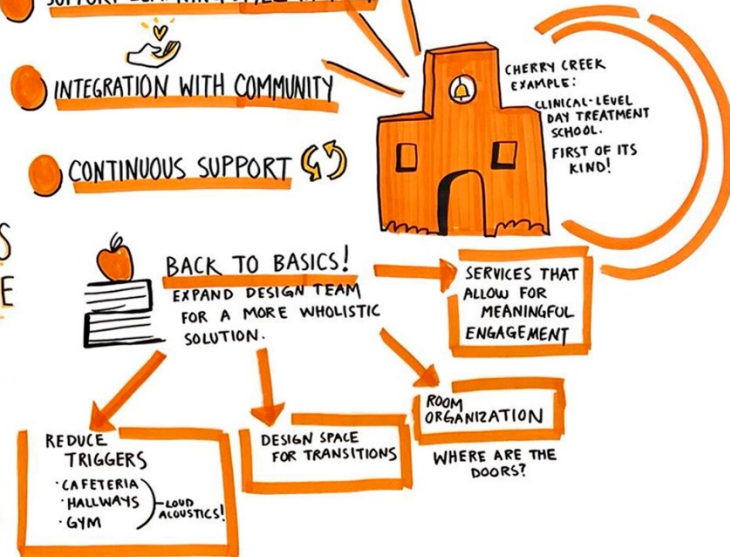 INTEGRATION WITH COMMUNITY
CONTINUOUS SUPPORT
CHERRY CREEK
EXAMPLE:
CLINICAL-LEVEL
DAY TREATMENT
SCHOOL.
FIRST OF ITS
KIND!
S
E
BACK TO BASICS!
EXPAND DESIGN TEAM
FOR A MORE WHOLISTIC
SOLUTION.
SERVICES THAT
ALLOW FOR
MEANINGFUL
ENGAGEMENT
ROOM
ORGANIZATION
WHERE ARE THE
DOORS?
DESIGN SPACE
FOR TRANSITIONS
REDUCE
TRIGGERS
·CAFETERIA
·HALLWAYS
·GYM
LOUD
ACOUSTICS!